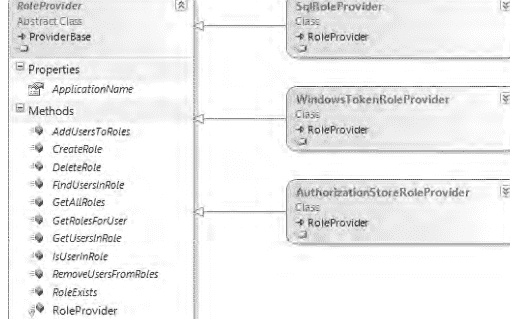 RoleProvider
Abstract Class
ProviderBase
Properties
ApplicationName
Methods
AddUsersToRoles
CreateRole
DeleteRole
FindUsersInRole
GetAllRoles
GetRolesForUser
GetUsersInRole
IsUserInRole
RemoveUsersFromRoles
RoleExists
RoleProvider
SqlRoleProvider
Class
RoleProvider
WindowsTokenRoleProvider
Class
RoleProvider
AuthorizationStoreRoleProvider
Class
RoleProvider